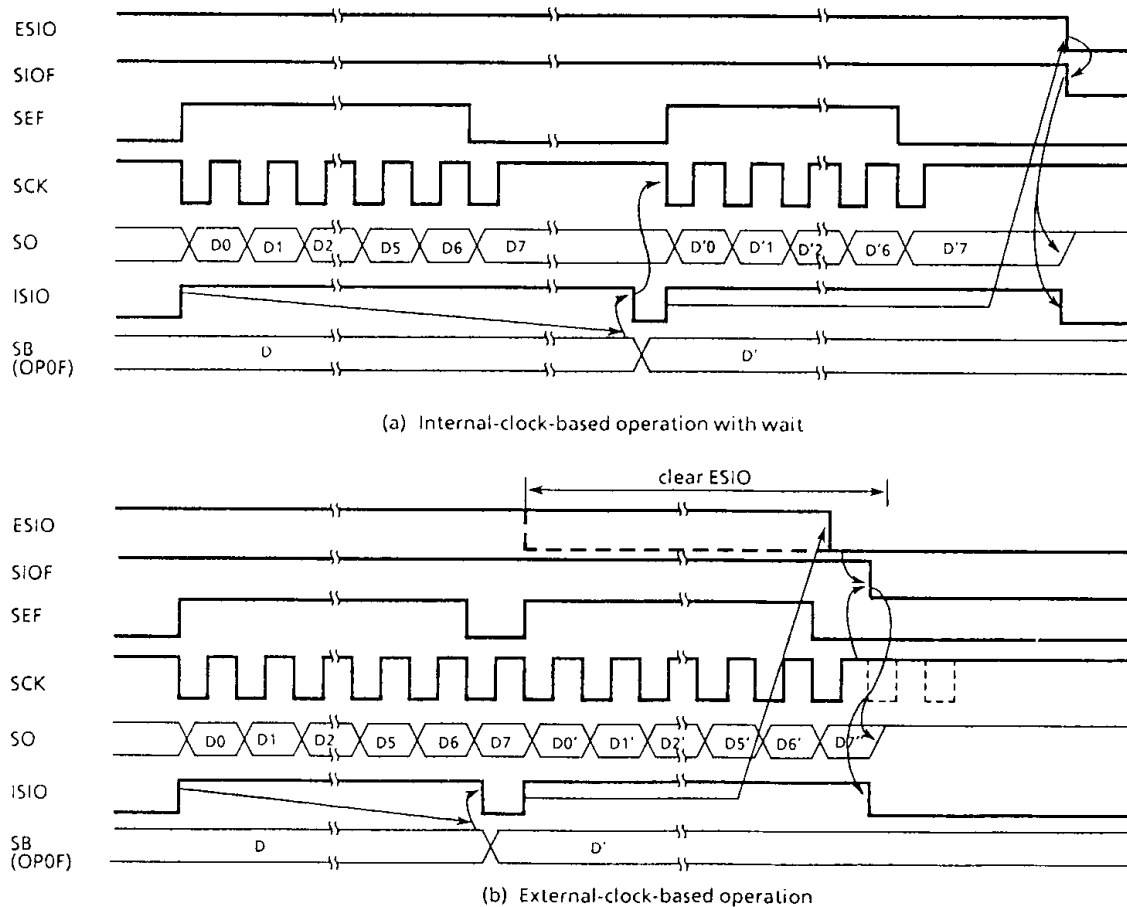 ESIO
SIOF
SEF
SCK
SO D0 D1 D2 D5 D6 D7 D'0 D'1 D'2 D'6 D'7
ISIO
SB D D'
(OP0F)
(a) Internal-clock-based operation with wait
clear ESIO
ESIO
SIOF
SEF
SCK
SO D0 D1 D2 D5 D6 D7 D0' D1' D2' D5' D6' D7'
ISIO
SB D D'
(OP0F)
(b) External-clock-based operation